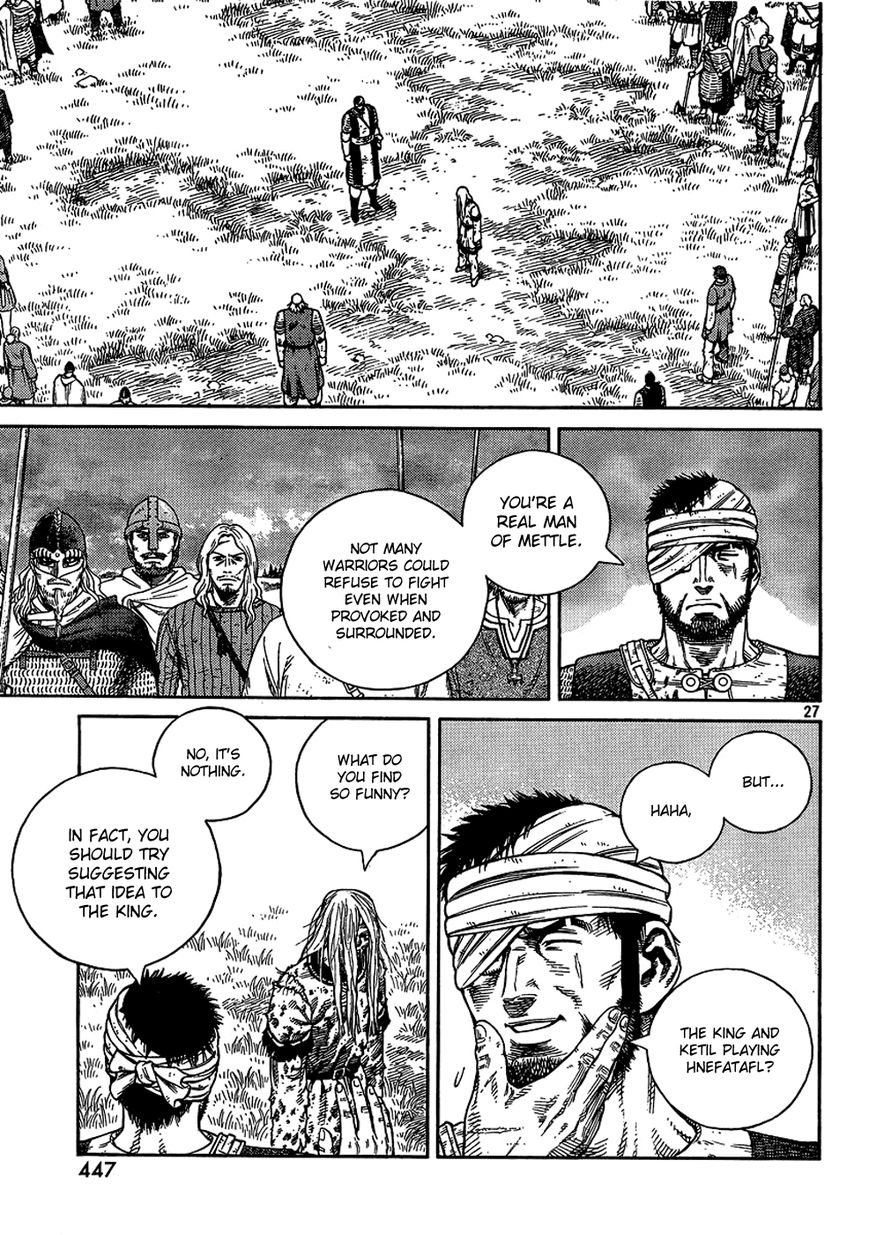 YOU'RE A
REAL MAN
OF METTLE.
NOT MANY
WARRIORS COULD
REFUSE TO FIGHT
EVEN WHEN
PROVOKED AND
SURROUNDED.
27
BUT...
HAHA,
THE KING AND
KETIL PLAYING
HNEFATAFL?
WHAT DO
YOU FIND
SO FUNNY?
NO, IT'S
NOTHING.
IN FACT, YOU
SHOULD TRY
SUGGESTING
THAT IDEA TO
THE KING.
447